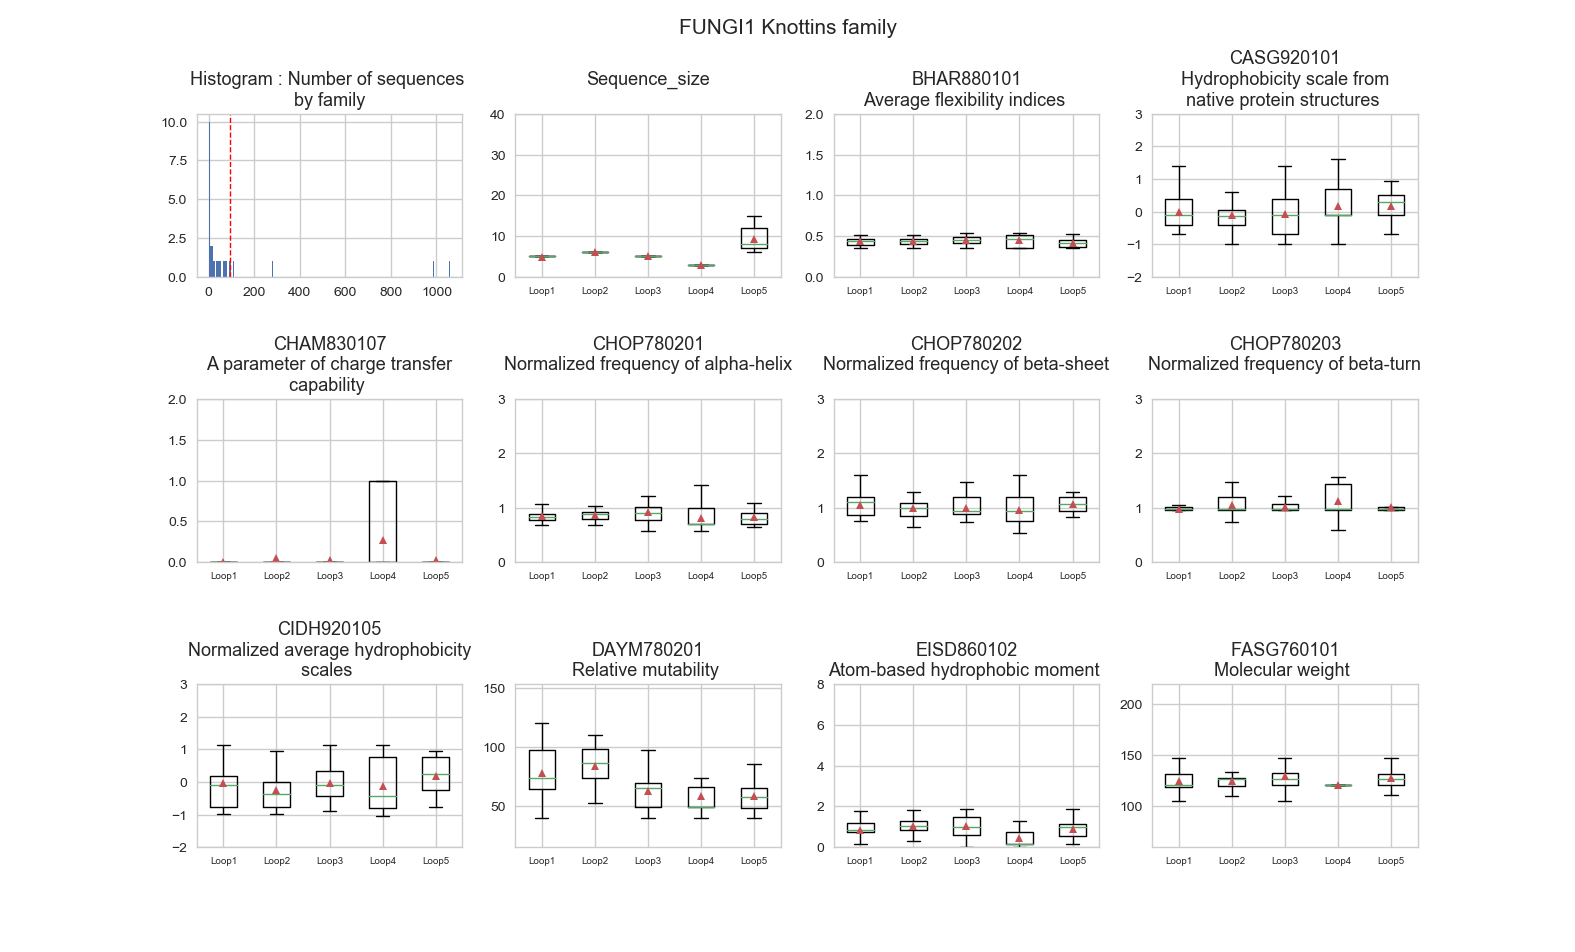 FUNGI1 Knottins family
Histogram : Number of sequences
by family
10.0
7.5
5.0
2.5
0.0
0 200 400 600 800 1000
Sequence_size
40
30
20
10
0
Loop1 Loop2 Loop3 Loop4 Loop5
BHAR880101
Average flexibility indices
2.0
1.5
1.0
0.5
0.0
Loop1 Loop2 Loop3 Loop4 Loop5
CASG920101
Hydrophobicity scale from
native protein structures
3
2
1
0
−1
−2
Loop1 Loop2 Loop3 Loop4 Loop5
CHAM830107
A parameter of charge transfer
capability
2.0
1.5
1.0
0.5
0.0
Loop1 Loop2 Loop3 Loop4 Loop5
CHOP780201
Normalized frequency of alpha-helix
3
2
1
0
Loop1 Loop2 Loop3 Loop4 Loop5
CHOP780202
Normalized frequency of beta-sheet
3
2
1
0
Loop1 Loop2 Loop3 Loop4 Loop5
CHOP780203
Normalized frequency of beta-turn
3
2
1
0
Loop1 Loop2 Loop3 Loop4 Loop5
CIDH920105
Normalized average hydrophobicity
scales
3
2
1
0
−1
−2
Loop1 Loop2 Loop3 Loop4 Loop5
DAYM780201
Relative mutability
150
100
50
Loop1 Loop2 Loop3 Loop4 Loop5
EISD860102
Atom-based hydrophobic moment
8
6
4
2
0
Loop1 Loop2 Loop3 Loop4 Loop5
FASG760101
Molecular weight
200
150
100
Loop1 Loop2 Loop3 Loop4 Loop5